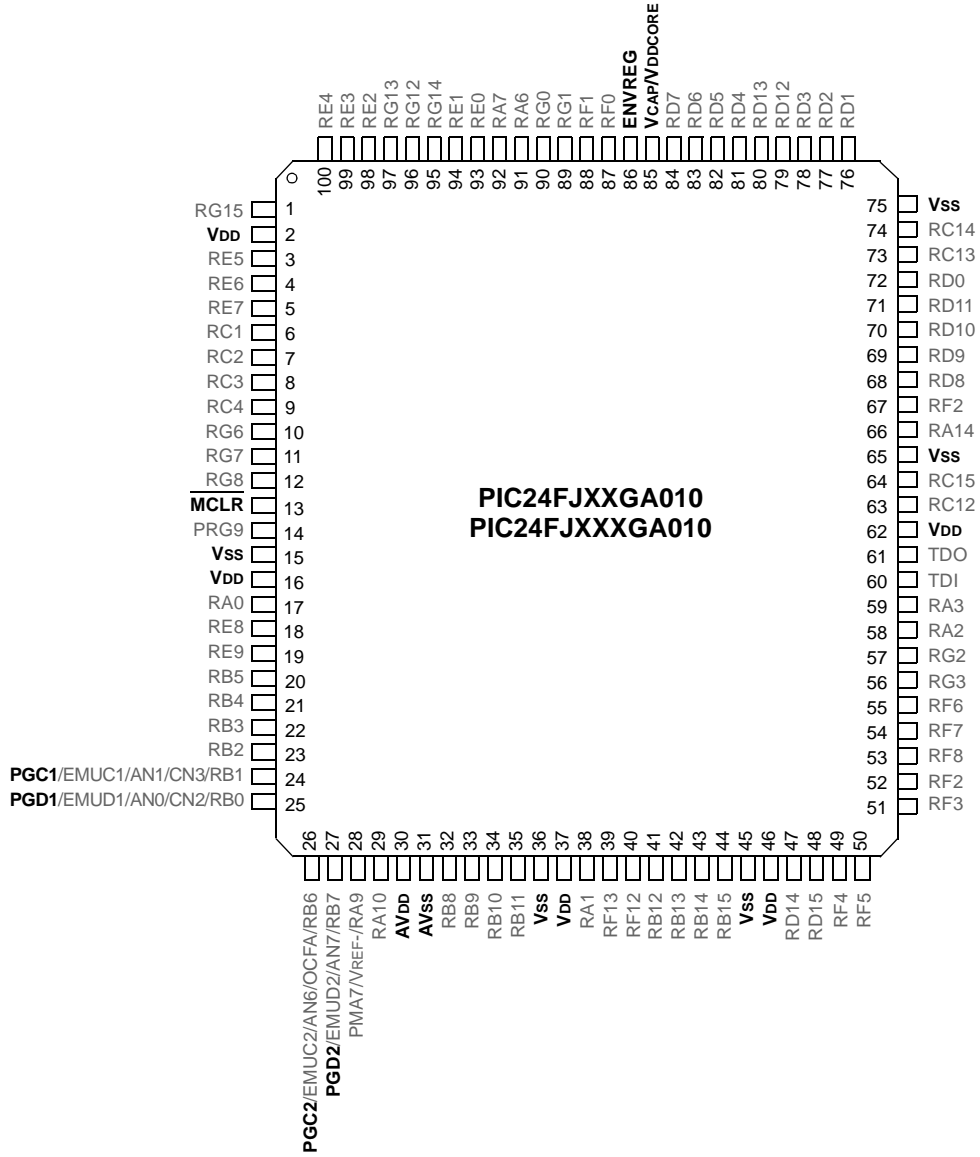 RE4
RE3
RE2
RG13
RG12
RG14
RE1
RE0
RA7
RA6
RG0
RG1
RF1
RF0
ENVREG
VCAP/VDDCORE
RD7
RD6
RD5
RD4
RD13
RD12
RD3
RD2
RD1
100
99
98
97
96
95
94
93
92
91
90
89
88
87
86
85
84
83
82
81
80
79
78
77
76
RG15 1
VDD 2
RE5 3
RE6 4
RE7 5
RC1 6
RC2 7
RC3 8
RC4 9
RG6 10
RG7 11
RG8 12
MCLR 13
PRG9 14
VSS 15
VDD 16
RA0 17
RE8 18
RE9 19
RB5 20
RB4 21
RB3 22
RB2 23
PGC1/EMUC1/AN1/CN3/RB1 24
PGD1/EMUD1/AN0/CN2/RB0 25
PIC24FJXXGA010
PIC24FJXXXGA010
75 VSS
74 RC14
73 RC13
72 RD0
71 RD11
70 RD10
69 RD9
68 RD8
67 RF2
66 RA14
65 VSS
64 RC15
63 RC12
62 VDD
61 TDO
60 TDI
59 RA3
58 RA2
57 RG2
56 RG3
55 RF6
54 RF7
53 RF8
52 RF2
51 RF3
26
27
28
29
30
31
32
33
34
35
36
37
38
39
40
41
42
43
44
45
46
47
48
49
50
PGC2/EMUC2/AN6/OCFA/RB6
PGD2/EMUD2/AN7/RB7
PMA7/VREF-/RA9
RA10
AVDD
AVSS
RB8
RB9
RB10
RB11
VSS
VDD
RA1
RF13
RF12
RB12
RB13
RB14
RB15
VSS
VDD
RD14
RD15
RF4
RF5